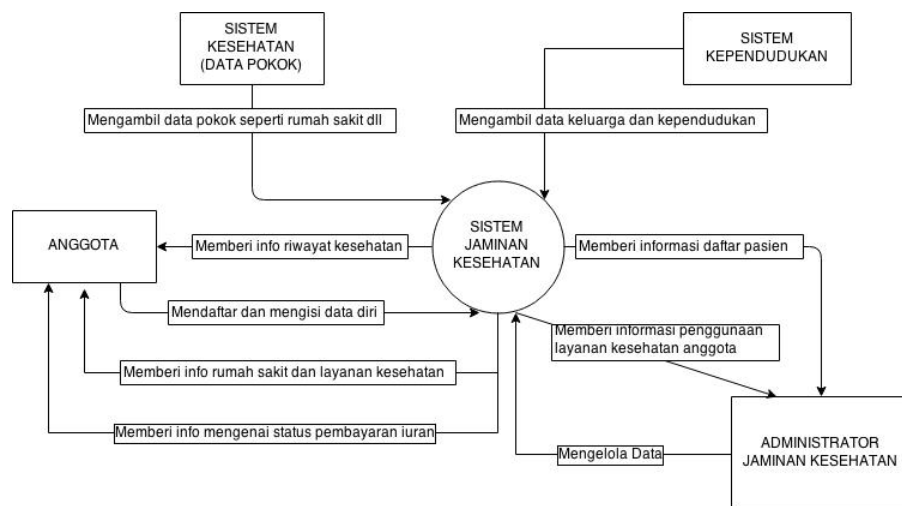 SISTEM
KESEHATAN
(DATA POKOK)
SISTEM
KEPENDUDUKAN
Mengambil data pokok seperti rumah sakit dll
Mengambil data keluarga dan kependudukan
ANGGOTA
Memberi info riwayat kesehatan
SISTEM
JAMINAN
KESEHATAN
Memberi informasi daftar pasien
Mendaftar dan mengisi data diri
Memberi informasi penggunaan
layanan kesehatan anggota
Memberi info rumah sakit dan layanan kesehatan
Memberi info mengenai status pembayaran iuran
Mengelola Data
ADMINISTRATOR
JAMINAN KESEHATAN